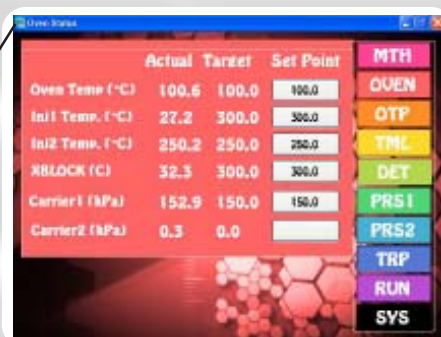 Oven Status
Actual Target Set Point
Oven Temp (°C) 100.6 100.0 100.0
Inj1 Temp. (°C) 27.2 300.0 300.0
Inj2 Temp. (°C) 250.2 250.0 250.0
XBLOCK (C) 32.3 300.0 300.0
Carrier1 (kPa) 152.9 150.0 150.0
Carrier2 (kPa) 0.3 0.0
MTH
OVEN
OTP
TML
DET
PRS1
PRS2
TRP
RUN
SYS